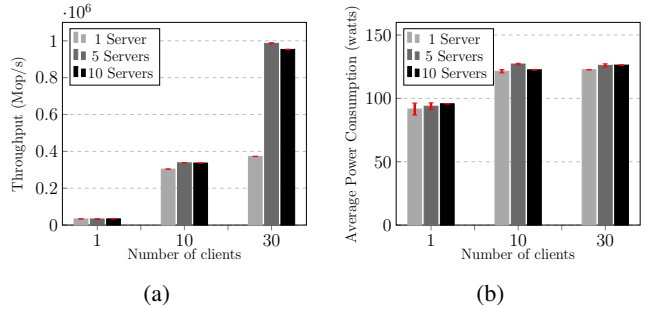 ·10⁶
1 Server
5 Servers
10 Servers
Throughput (Mop/s)
1
0.8
0.6
0.4
0.2
0
1 10 30
Number of clients
(a)
1 Server
5 Servers
10 Servers
Average Power Consumption (watts)
150
100
50
0
1 10 30
Number of clients
(b)